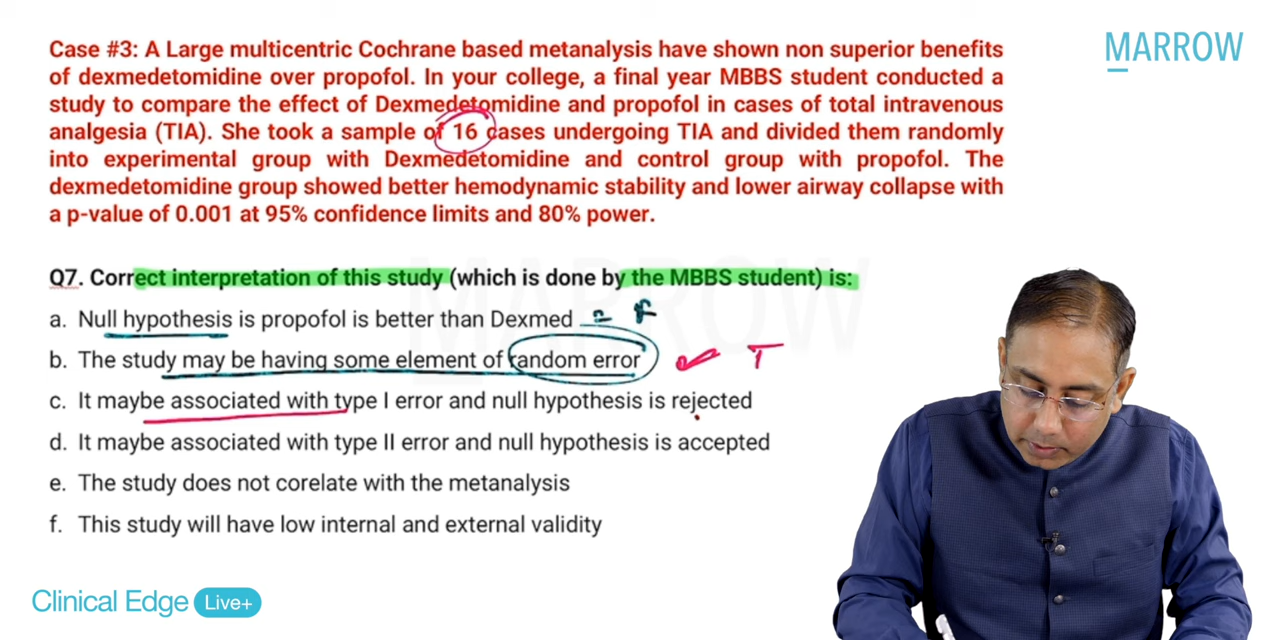 MARROW
Case #3: A Large multicentric Cochrane based metanalysis have shown non superior benefits
of dexmedetomidine over propofol. In your college, a final year MBBS student conducted a
study to compare the effect of Dexmedetomidine and propofol in cases of total intravenous
analgesia (TIA). She took a sample of 16 cases undergoing TIA and divided them randomly
into experimental group with Dexmedetomidine and control group with propofol. The
dexmedetomidine group showed better hemodynamic stability and lower airway collapse with
a p-value of 0.001 at 95% confidence limits and 80% power.
Q7. Correct interpretation of this study (which is done by the MBBS student) is:
a. Null hypothesis is propofol is better than Dexmed F
b. The study may be having some element of random error T
c. It maybe associated with type I error and null hypothesis is rejected
d. It maybe associated with type II error and null hypothesis is accepted
e. The study does not corelate with the metanalysis
f. This study will have low internal and external validity
MARROW
Clinical Edge Live+